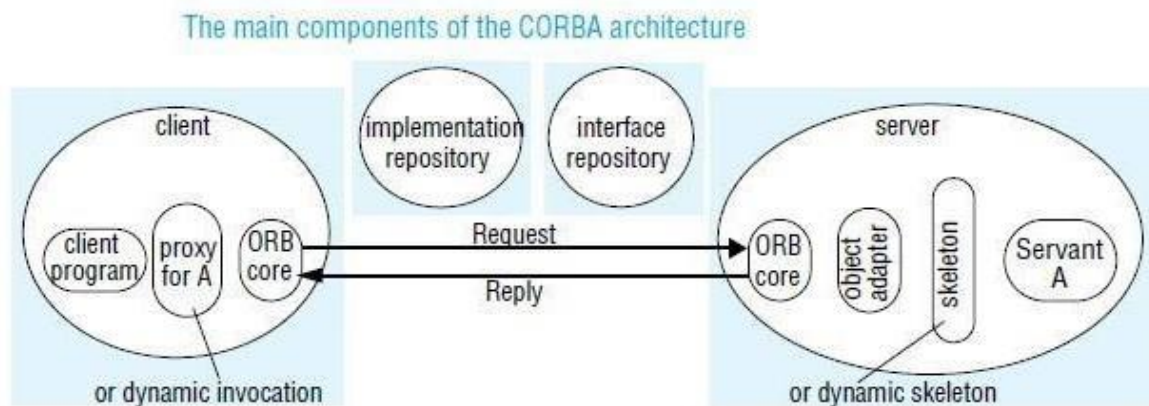 The main components of the CORBA architecture
client
implementation
repository
interface
repository
server
client
program
proxy
for A
ORB
core
Request
Reply
ORB
core
object
adapter
skeleton
Servant
A
or dynamic invocation
or dynamic skeleton